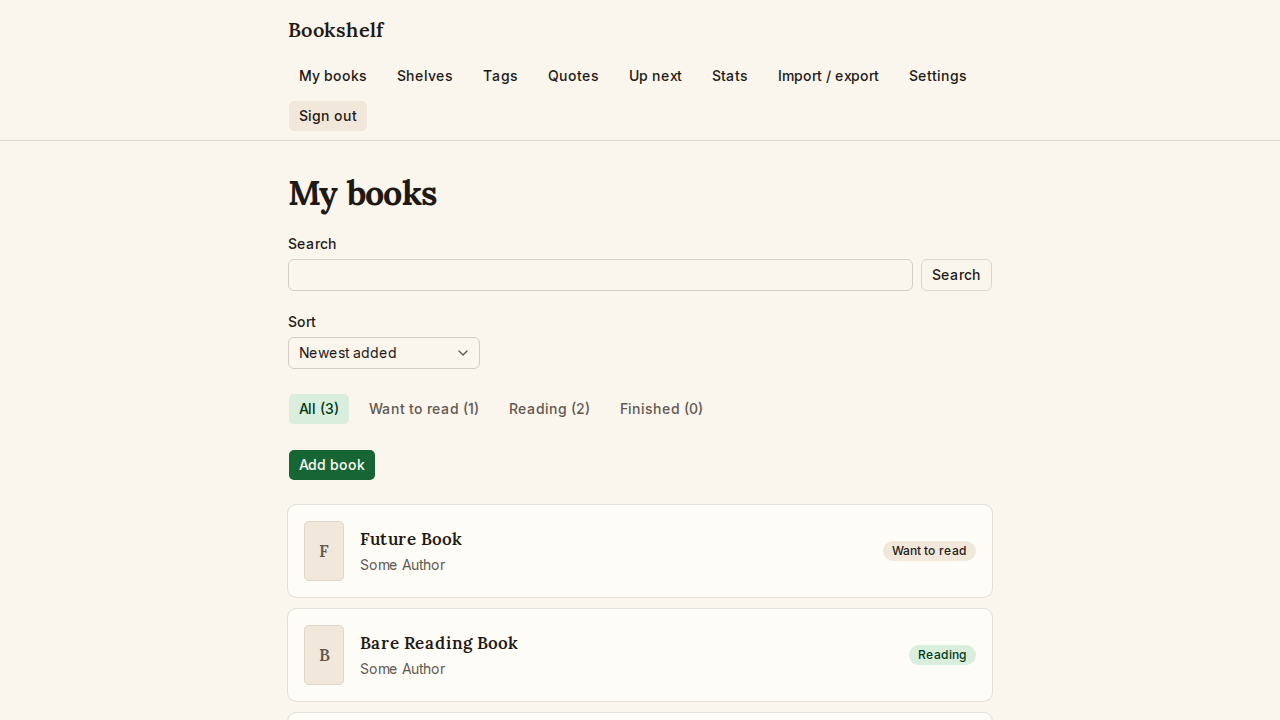 Bookshelf
My books Shelves Tags Quotes Up next Stats Import / export Settings
Sign out
My books
Search
Search
Sort
Newest added
All (3) Want to read (1) Reading (2) Finished (0)
Add book
F
Future Book
Some Author
Want to read
B
Bare Reading Book
Some Author
Reading